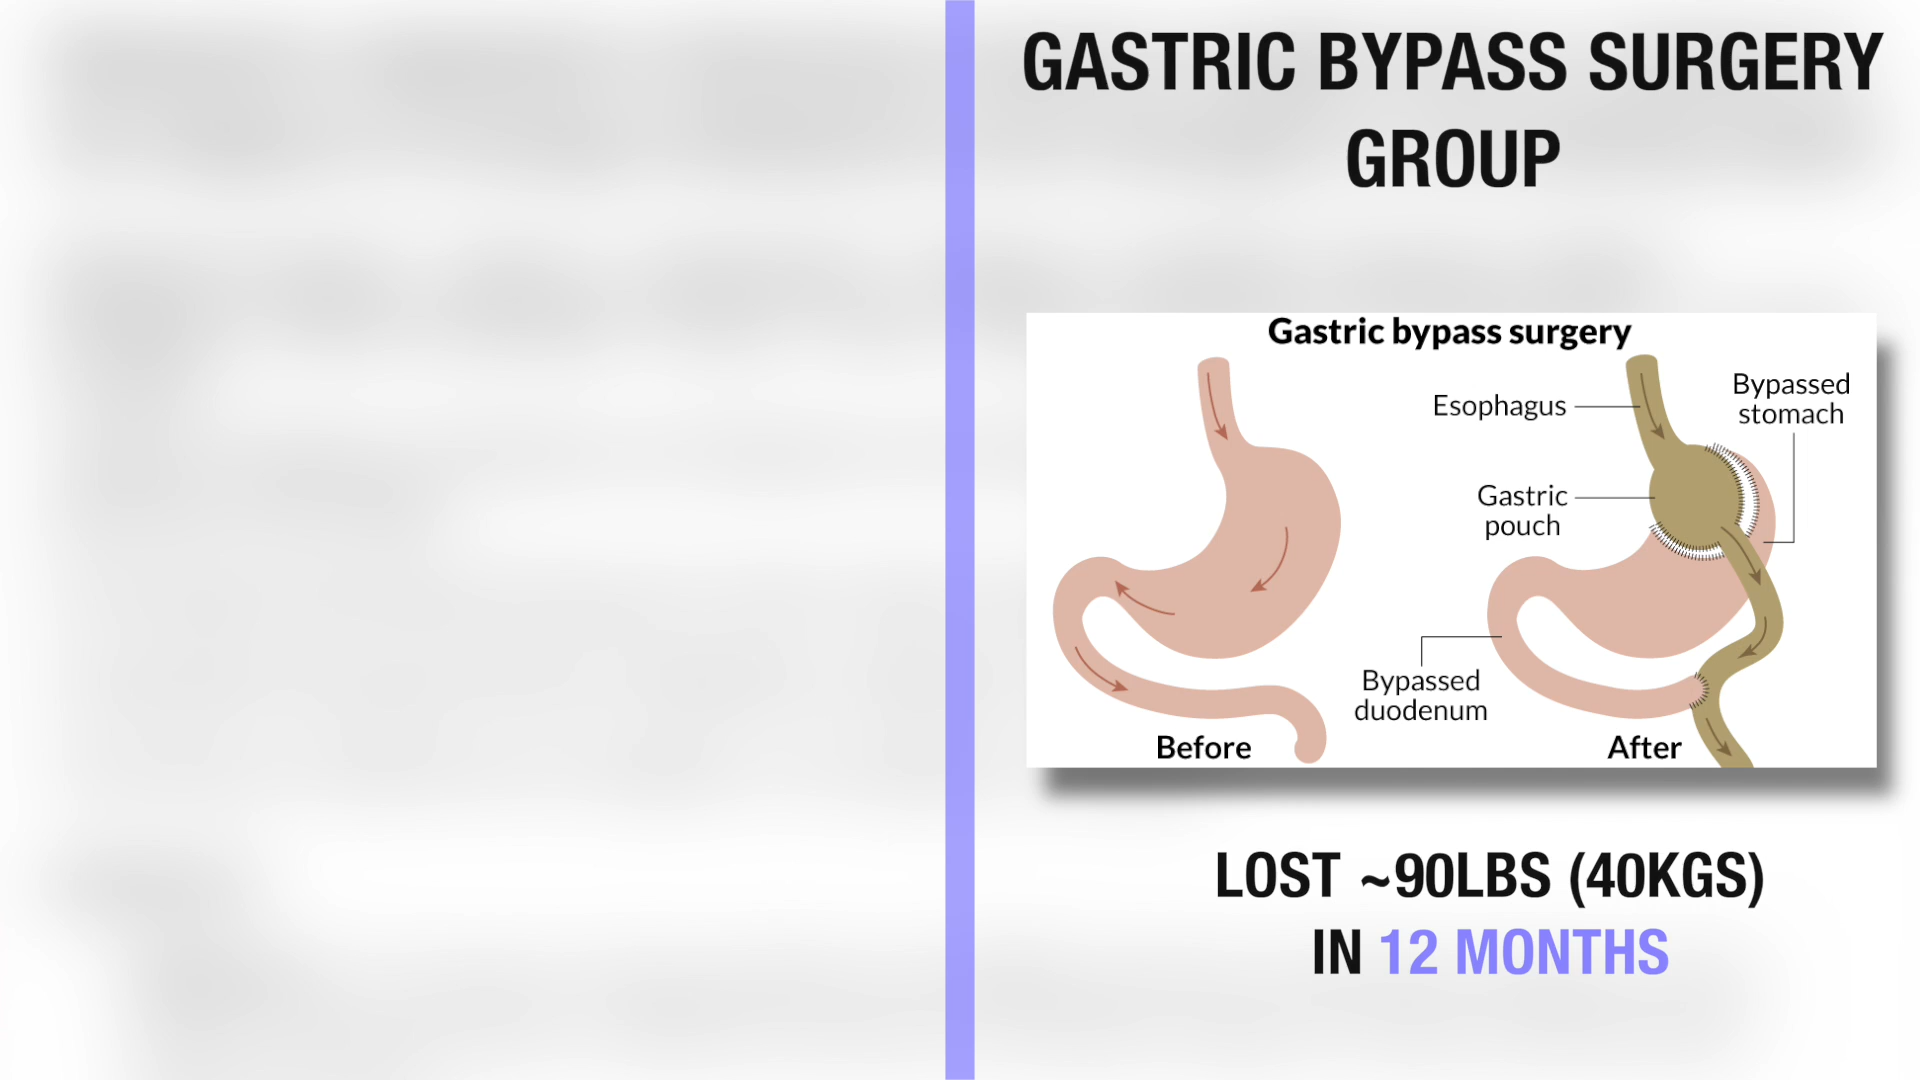 GASTRIC BYPASS SURGERY
GROUP
Gastric bypass surgery
Esophagus
Bypassed
stomach
Gastric
pouch
Bypassed
duodenum
Before
After
LOST ~90LBS (40KGS)
IN 12 MONTHS